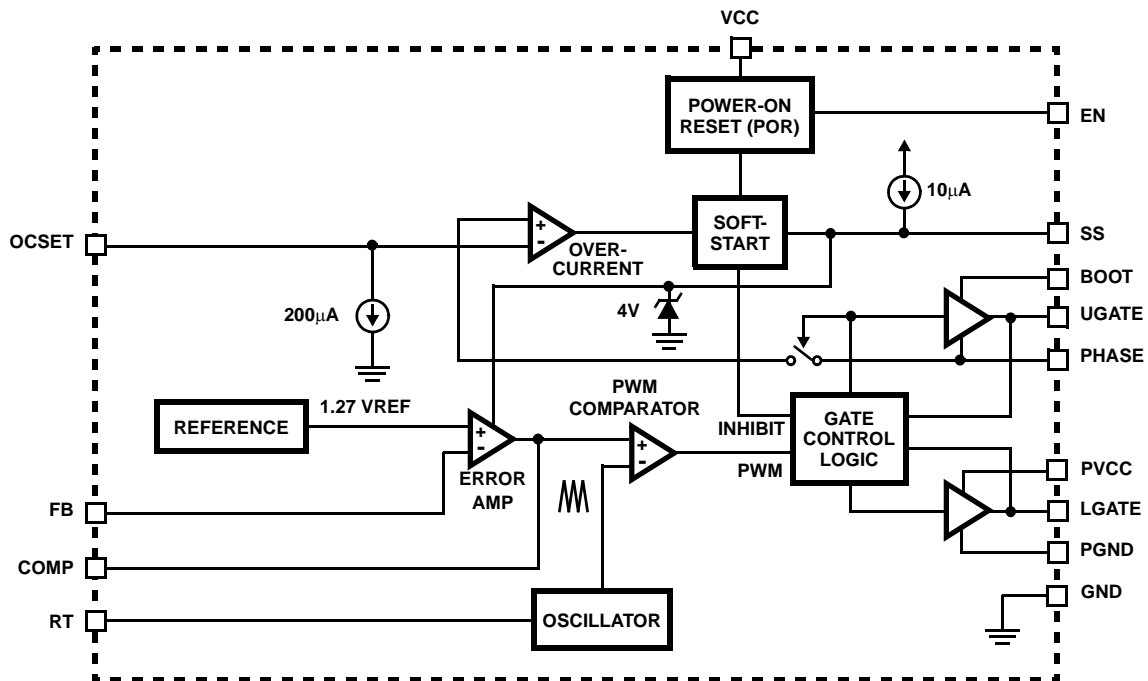 VCC
POWER-ON
RESET (POR)
EN
10µA
OCSET
+
-
OVER-
CURRENT
SOFT-
START
SS
BOOT
200µA
4V
UGATE
PHASE
REFERENCE
1.27 VREF
+
-
ERROR
AMP
PWM
COMPARATOR
+
-
INHIBIT
PWM
GATE
CONTROL
LOGIC
PVCC
FB
LGATE
COMP
PGND
GND
RT
OSCILLATOR